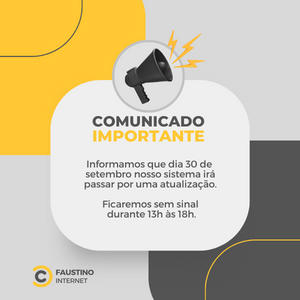 COMUNICADO
IMPORTANTE
Informamos que dia 30 de
setembro nosso sistema irá
passar por uma atualização.
Ficaremos sem sinal
durante 13h às 18h.
FAUSTINO
INTERNET